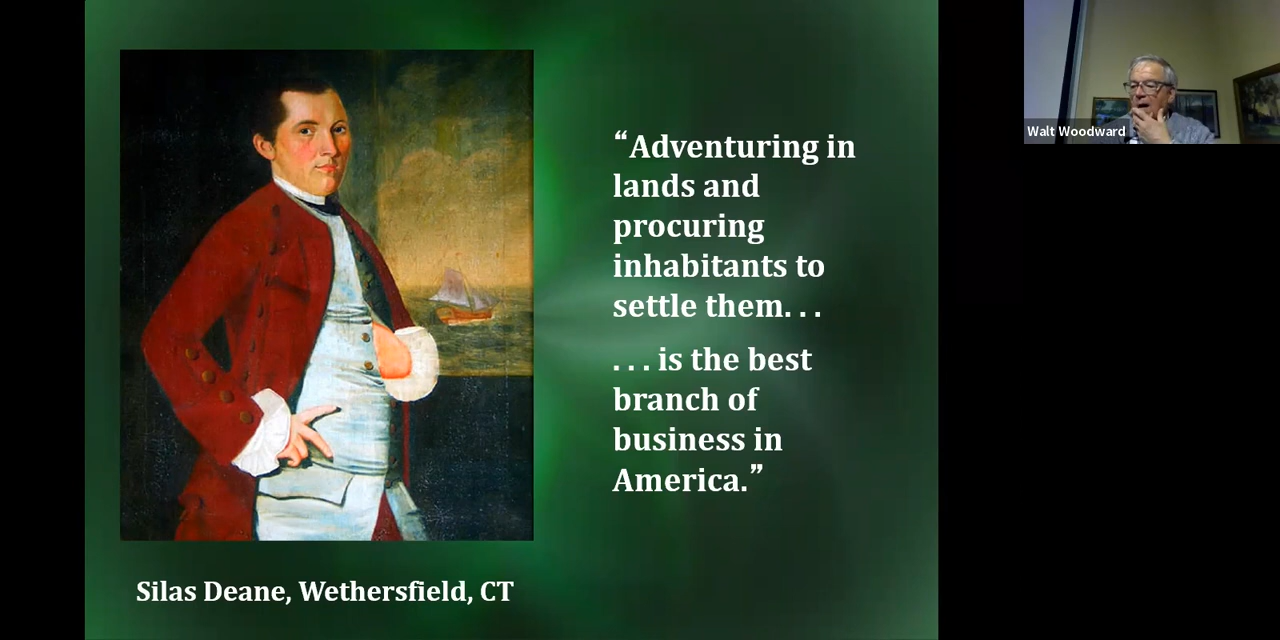 “Adventuring in
lands and
procuring
inhabitants to
settle them. . .
. . . is the best
branch of
business in
America.”
Silas Deane, Wethersfield, CT
Walt Woodward